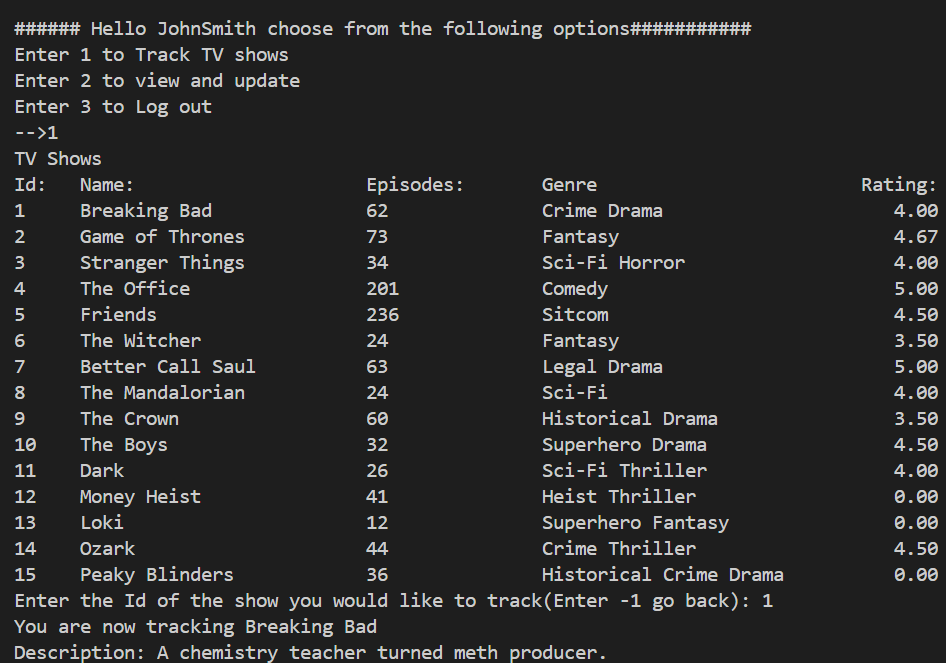 ###### Hello JohnSmith choose from the following options###########
Enter 1 to Track TV shows
Enter 2 to view and update
Enter 3 to Log out
-->1
TV Shows
Id:   Name:                     Episodes:       Genre                        Rating:
1     Breaking Bad              62              Crime Drama                     4.00
2     Game of Thrones           73              Fantasy                         4.67
3     Stranger Things           34              Sci-Fi Horror                   4.00
4     The Office                201             Comedy                          5.00
5     Friends                   236             Sitcom                          4.50
6     The Witcher               24              Fantasy                         3.50
7     Better Call Saul          63              Legal Drama                     5.00
8     The Mandalorian           24              Sci-Fi                          4.00
9     The Crown                 60              Historical Drama                3.50
10    The Boys                  32              Superhero Drama                 4.50
11    Dark                      26              Sci-Fi Thriller                 4.00
12    Money Heist               41              Heist Thriller                  0.00
13    Loki                      12              Superhero Fantasy               0.00
14    Ozark                     44              Crime Thriller                  4.50
15    Peaky Blinders            36              Historical Crime Drama          0.00
Enter the Id of the show you would like to track(Enter -1 go back): 1
You are now tracking Breaking Bad
Description: A chemistry teacher turned meth producer.